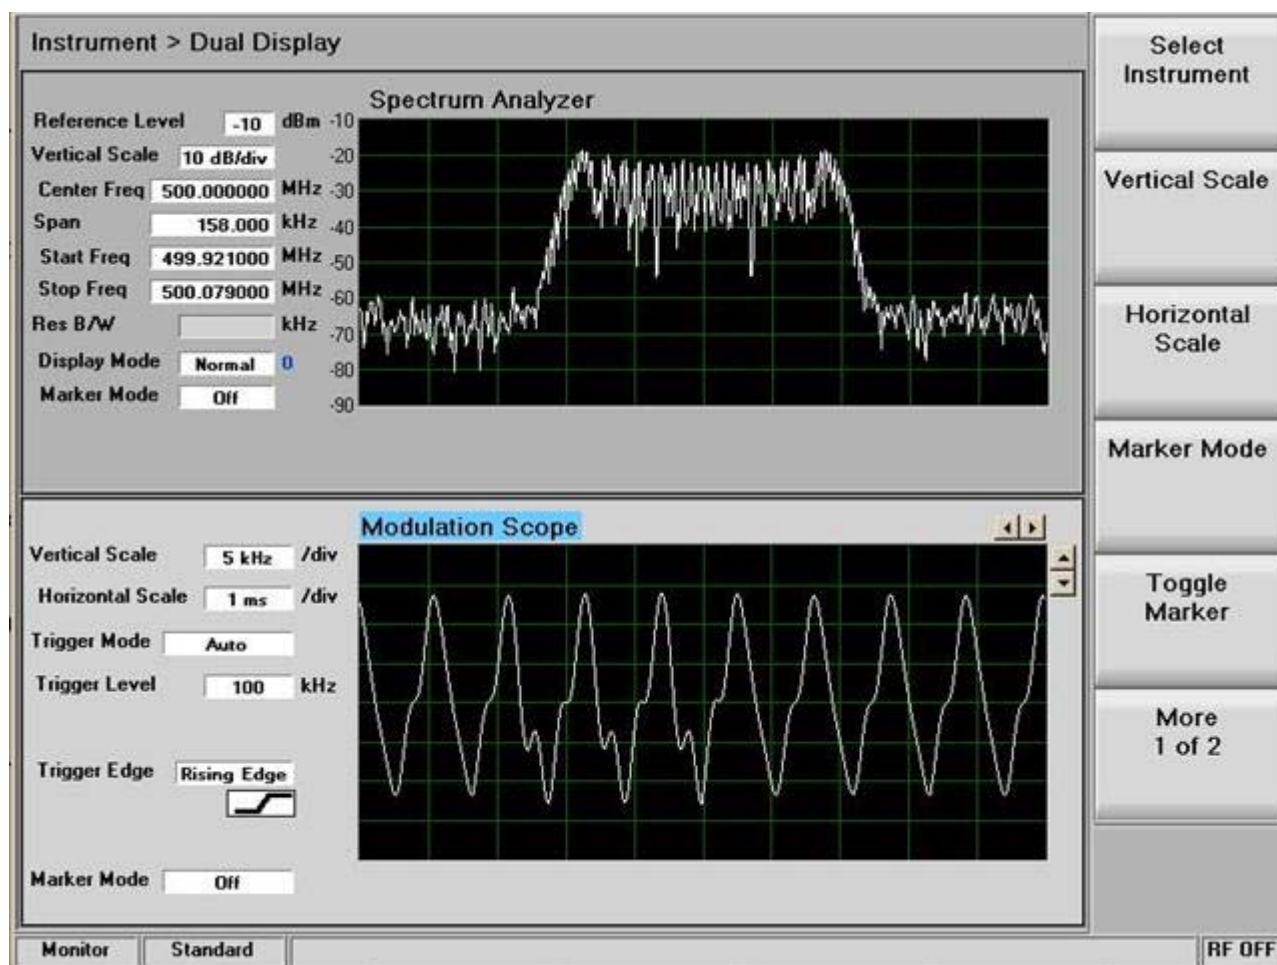 Instrument > Dual Display
Spectrum Analyzer
Reference Level -10 dBm
Vertical Scale 10 dB/div
Center Freq 500.000000 MHz
Span 158.000 kHz
Start Freq 499.921000 MHz
Stop Freq 500.079000 MHz
Res B/W kHz
Display Mode Normal 0
Marker Mode Off
-10
-20
-30
-40
-50
-60
-70
-80
-90
Modulation Scope
Vertical Scale 5 kHz /div
Horizontal Scale 1 ms /div
Trigger Mode Auto
Trigger Level 100 kHz
Trigger Edge Rising Edge
Marker Mode Off
Select
Instrument
Vertical Scale
Horizontal
Scale
Marker Mode
Toggle
Marker
More
1 of 2
Monitor Standard RF OFF